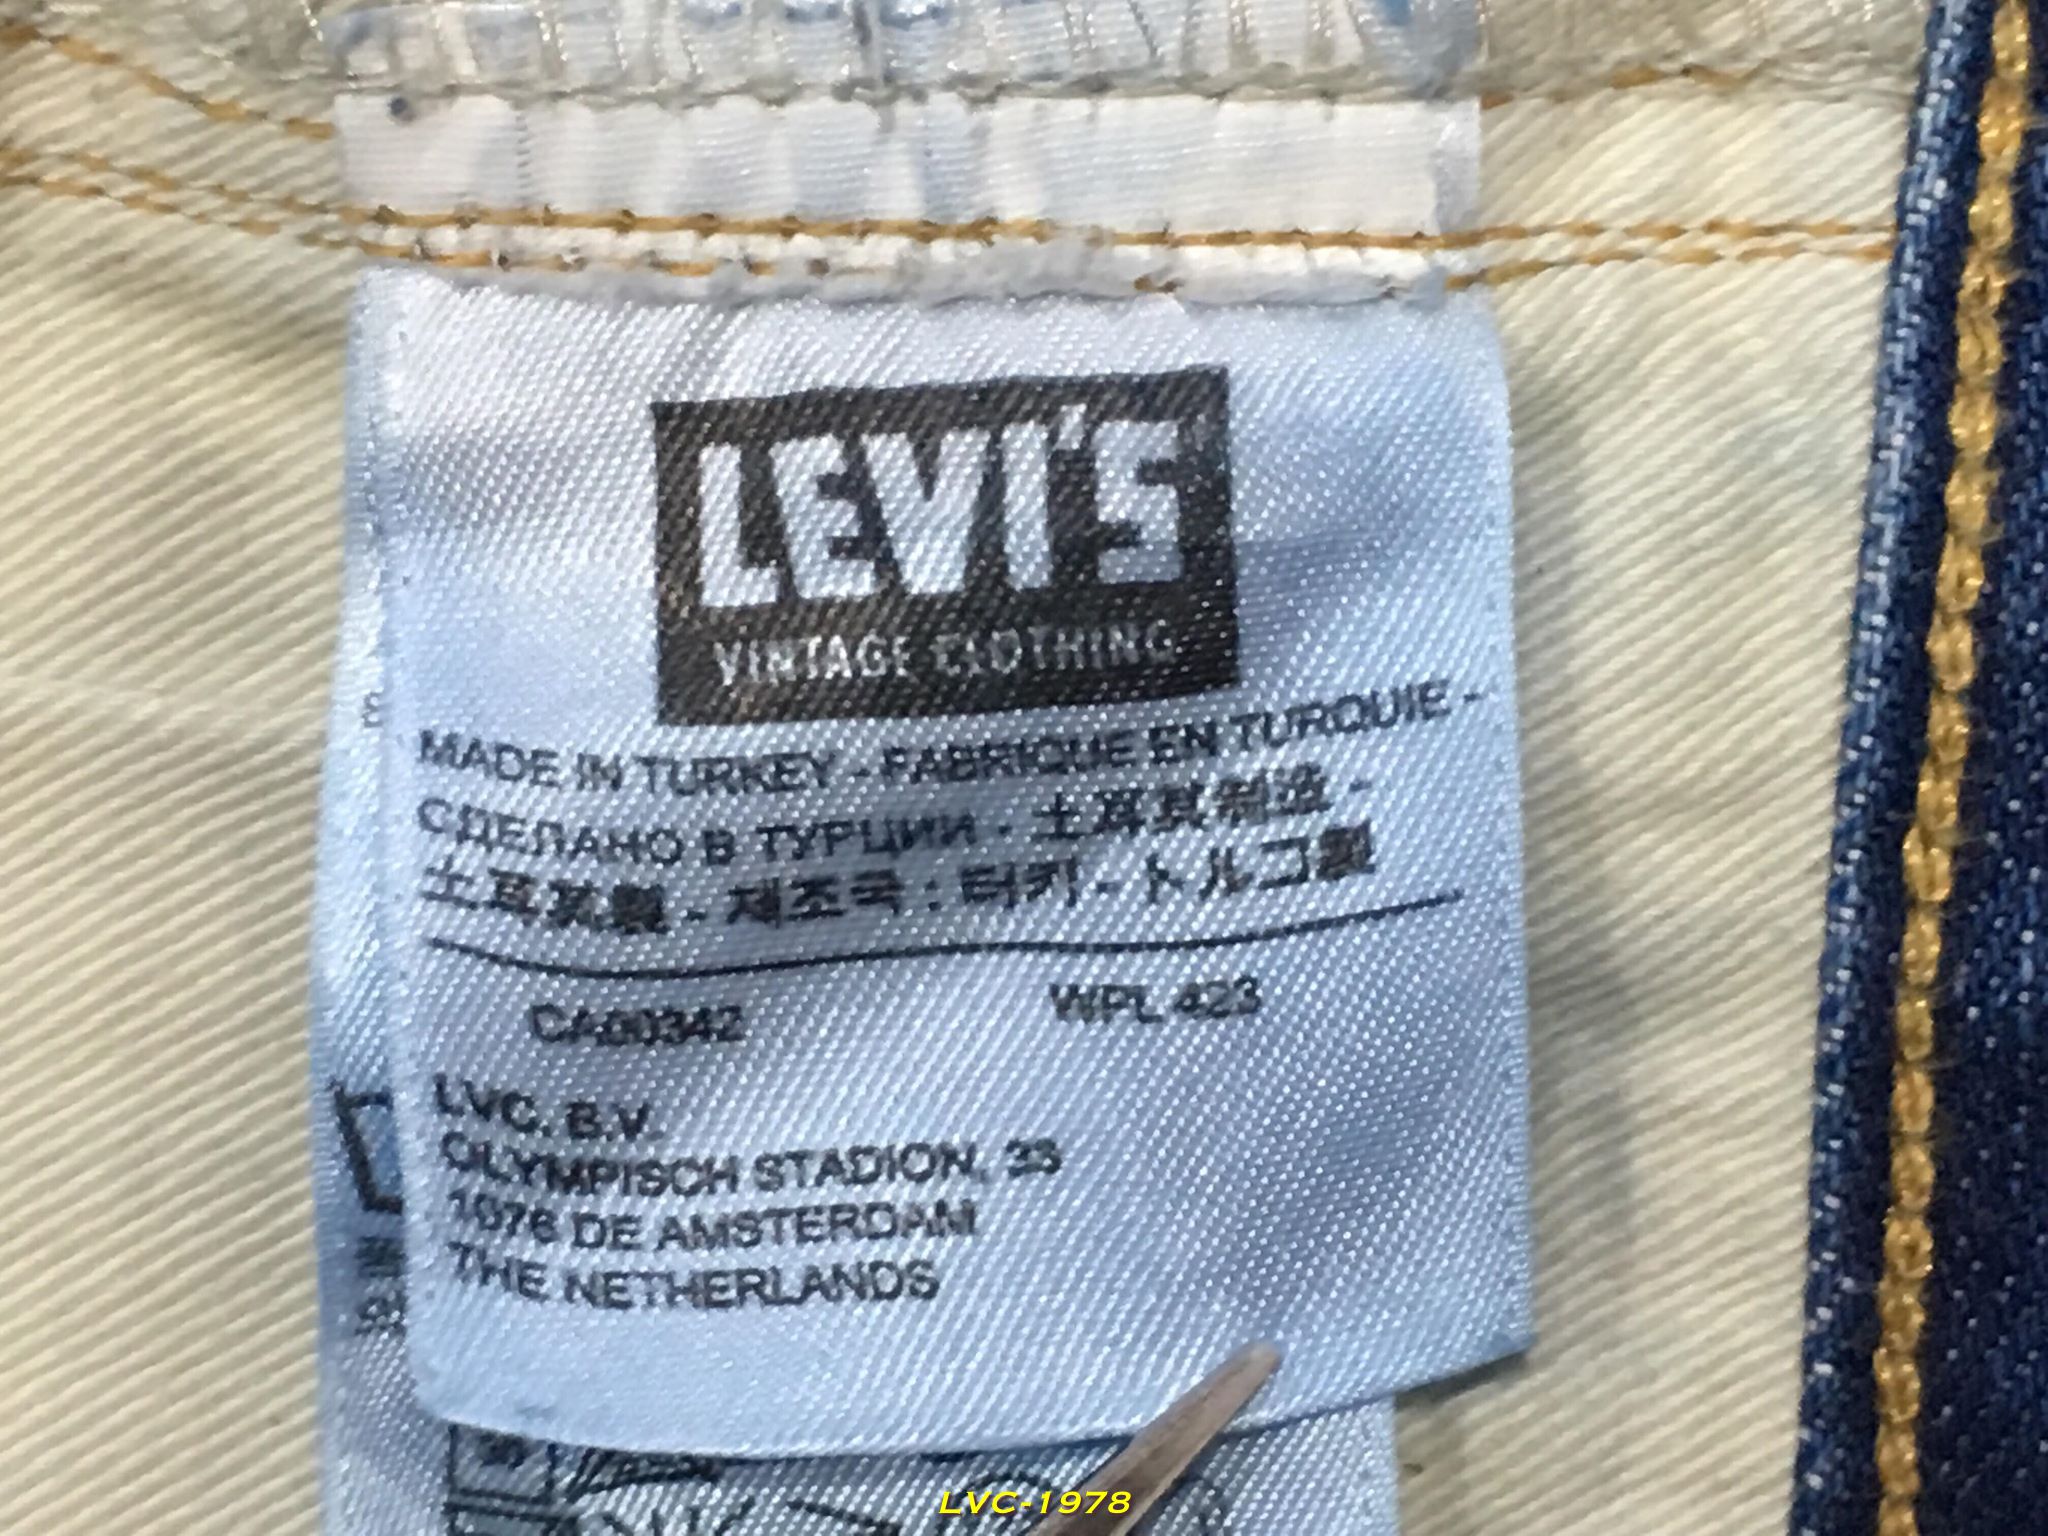 LEVI'S
VINTAGE CLOTHING
MADE IN TURKEY - FABRIQUE EN TURQUIE -
СДЕЛАНО В ТУРЦИИ - 土耳其制造 -
土耳其製 - 제조국 : 터키 - トルコ製
CA00342 WPL 423
LVC. B.V.
OLYMPISCH STADION, 23
1076 DE AMSTERDAM
THE NETHERLANDS
LVC-1978